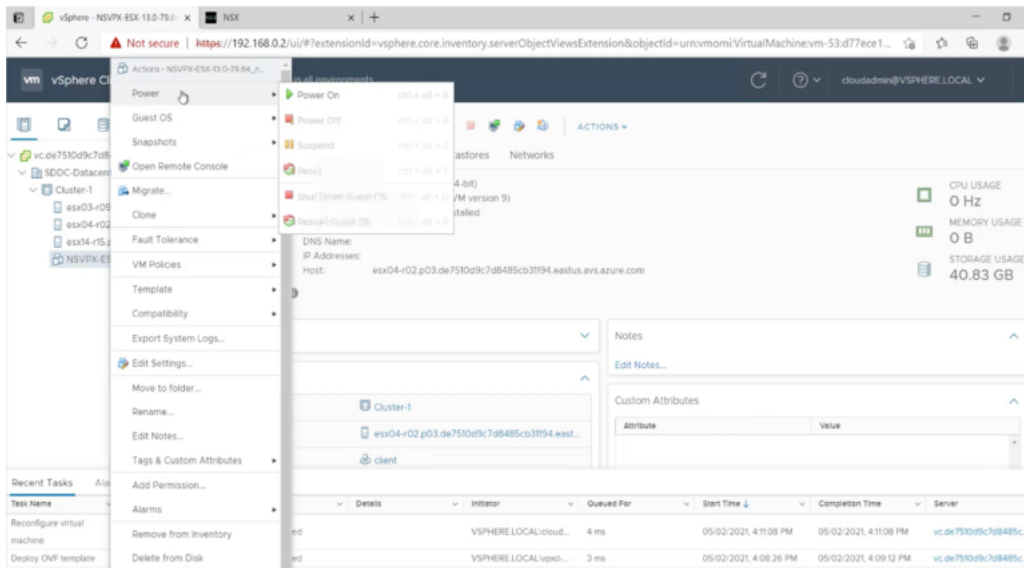 vSphere - NSVPX-ESX-13.0-79.6
NSX
Not secure
https://192.168.0.2/ui/#?extensionId=vsphere.core.inventory.serverObjectViewsExtension&objectId=urn:vmomi:VirtualMachine:vm-53:d77ece1...
vm vSphere Cl
in all environments
cloudadmin@VSPHERE.LOCAL
Actions - NSVPX-ESX-13.0-79.64_n...
Power
Guest OS
Snapshots
Open Remote Console
Migrate...
Clone
Fault Tolerance
VM Policies
Template
Compatibility
Export System Logs...
Edit Settings...
Move to folder...
Rename...
Edit Notes...
Tags & Custom Attributes
Add Permission...
Alarms
Remove from Inventory
Delete from Disk
Power On
Power Off
Suspend
Reset
Shut Down Guest OS
Restart Guest OS
ACTIONS
astores Networks
vc.de7510d9c7d8
SDDC-Datacen
Cluster-1
esx03-r05
esx04-r02
esx14-r15.p
NSVPX-ES
4-bit)
VM version 9)
stalled
DNS Name:
IP Addresses:
Host: esx04-r02.p03.de7510d9c7d8485cb31194.eastus.avs.azure.com
CPU USAGE
0 Hz
MEMORY USAGE
0 B
STORAGE USAGE
40.83 GB
Notes
Edit Notes...
Custom Attributes
Attribute Value
Cluster-1
esx04-r02.p03.de7510d9c7d8485cb31194.east...
client
Recent Tasks Ala
Task Name Details Initiator Queued For Start Time Completion Time Server
Reconfigure virtual machine ed VSPHERE.LOCAL\cloud... 4 ms 05/02/2021, 4:11:08 PM 05/02/2021, 4:11:08 PM vc.de7510d9c7d8485c
Deploy OVF template ed VSPHERE.LOCAL\vpxd-... 3 ms 05/02/2021, 4:08:26 PM 05/02/2021, 4:09:12 PM vc.de7510d9c7d8485c